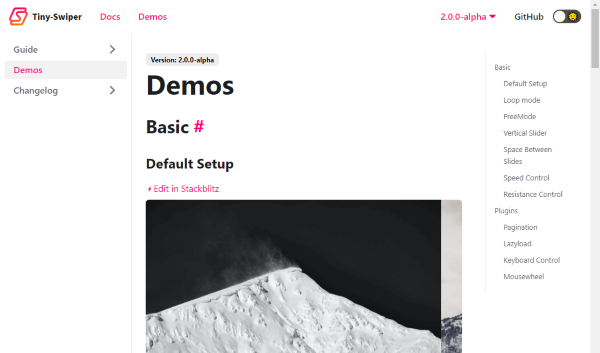 Tiny-Swiper Docs Demos 2.0.0-alpha GitHub
Guide
Demos
Changelog
Version: 2.0.0-alpha
Demos
Basic #
Default Setup
Edit in Stackblitz
Basic
Default Setup
Loop mode
FreeMode
Vertical Slider
Space Between
Slides
Speed Control
Resistance Control
Plugins
Pagination
Lazyload
Keyboard Control
Mousewheel